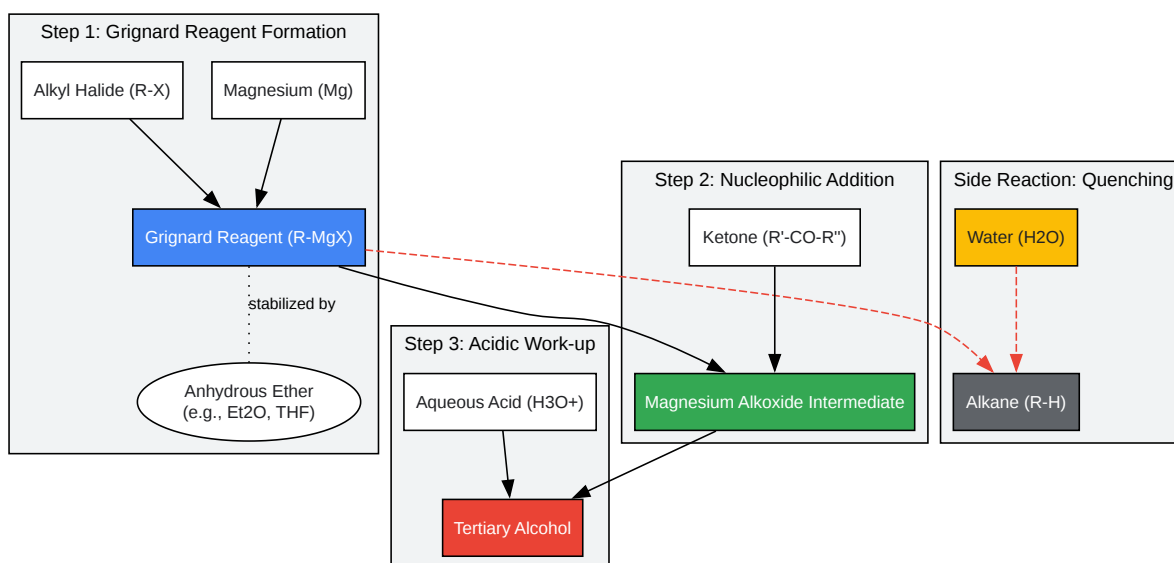 Step 1: Grignard Reagent Formation
Alkyl Halide (R-X)
Magnesium (Mg)
Grignard Reagent (R-MgX)
stabilized by
Anhydrous Ether
(e.g., Et2O, THF)
Step 2: Nucleophilic Addition
Ketone (R'-CO-R'')
Magnesium Alkoxide Intermediate
Side Reaction: Quenching
Water (H2O)
Alkane (R-H)
Step 3: Acidic Work-up
Aqueous Acid (H3O+)
Tertiary Alcohol